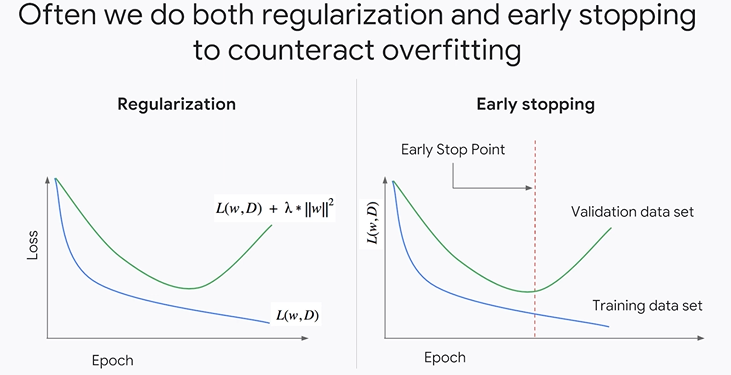 Often we do both regularization and early stopping
to counteract overfitting
Regularization
Loss
L(w,D) + λ * ||w||²
L(w,D)
Epoch
Early stopping
Early Stop Point
L(w,D)
Validation data set
Training data set
Epoch